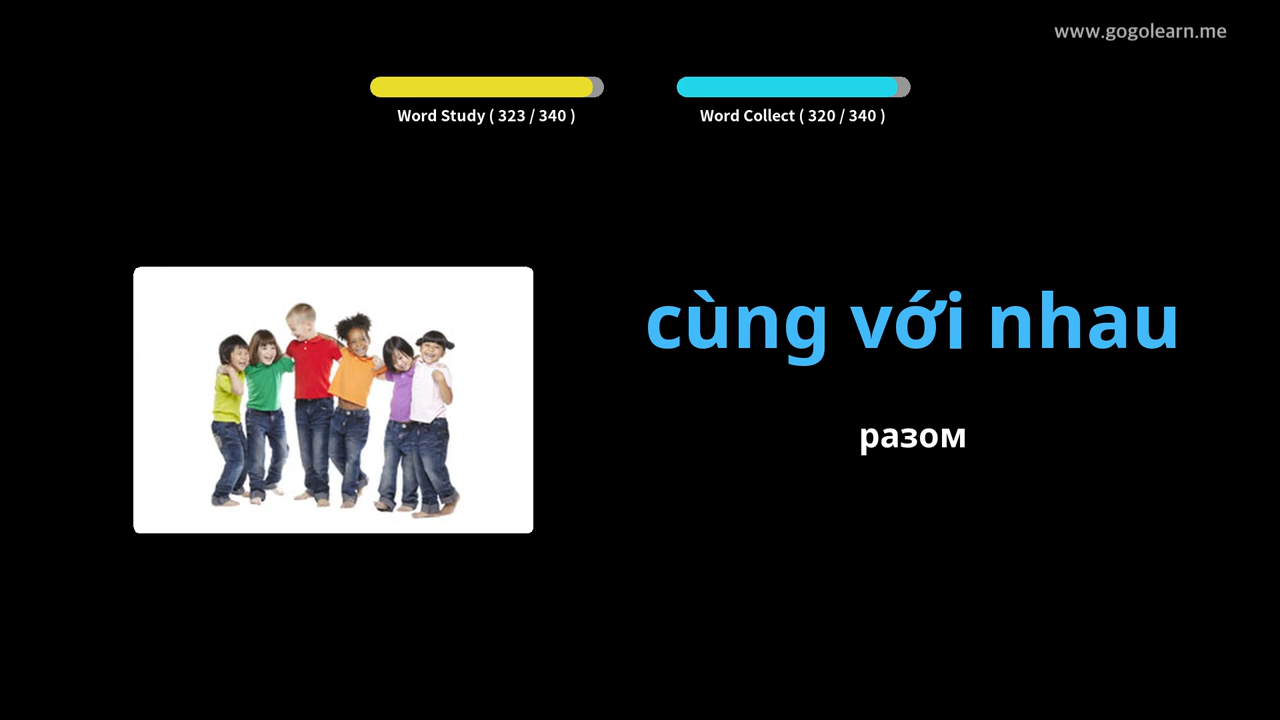 www.gogolearn.me
Word Study ( 323 / 340 )
Word Collect ( 320 / 340 )
cùng với nhau
разом